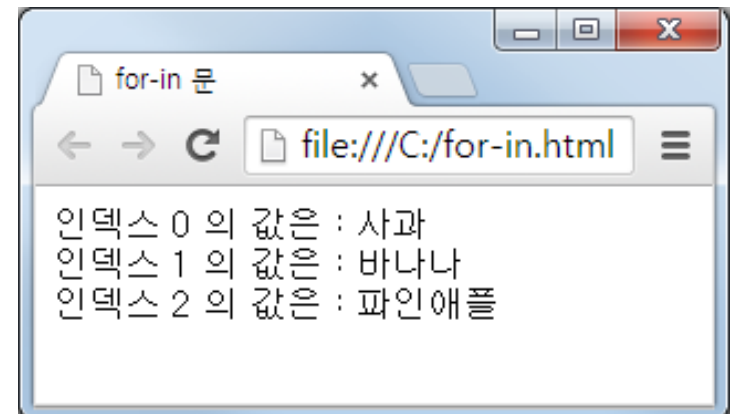 for-in 문
file:///C:/for-in.html
인덱스 0 의 값은 : 사과
인덱스 1 의 값은 : 바나나
인덱스 2 의 값은 : 파인애플